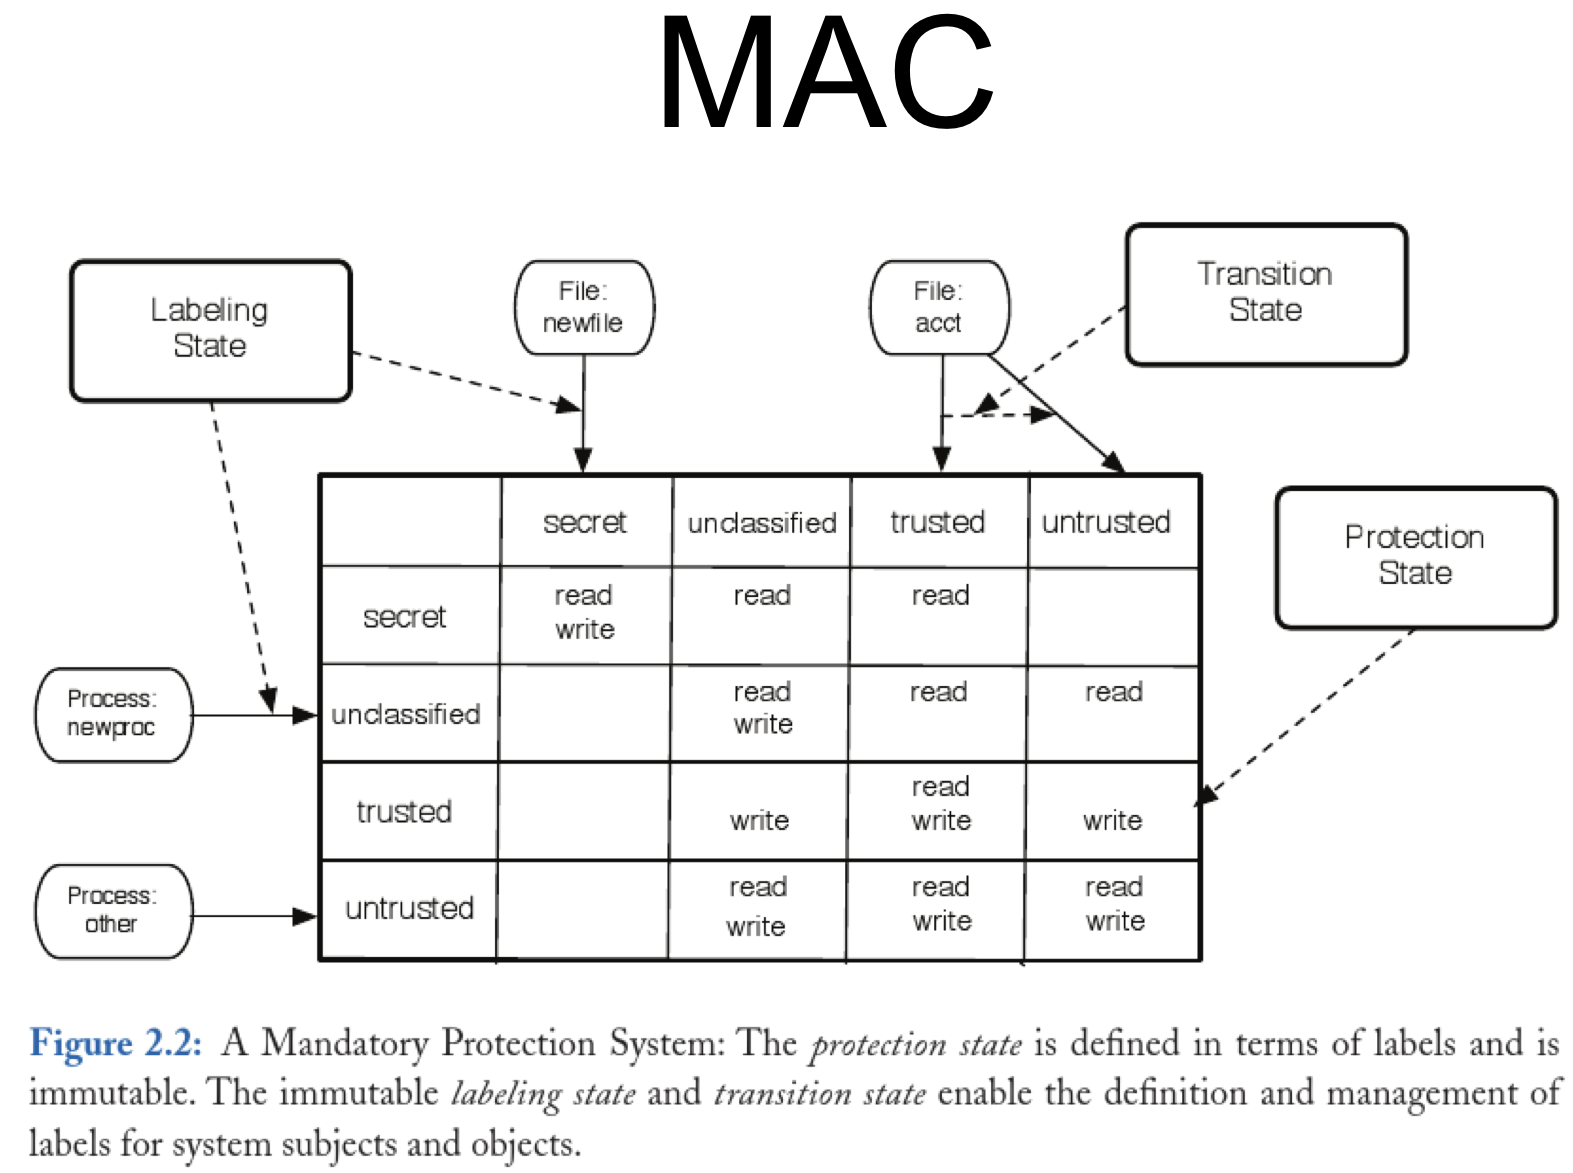 MAC
Labeling
State
File:
newfile
File:
acct
Transition
State
Protection
State
secret unclassified trusted untrusted
secret read write read read
Process:
newproc
unclassified read write read read
trusted write read write write
Process:
other
untrusted read write read write read write
Figure 2.2: A Mandatory Protection System: The protection state is defined in terms of labels and is
immutable. The immutable labeling state and transition state enable the definition and management of
labels for system subjects and objects.